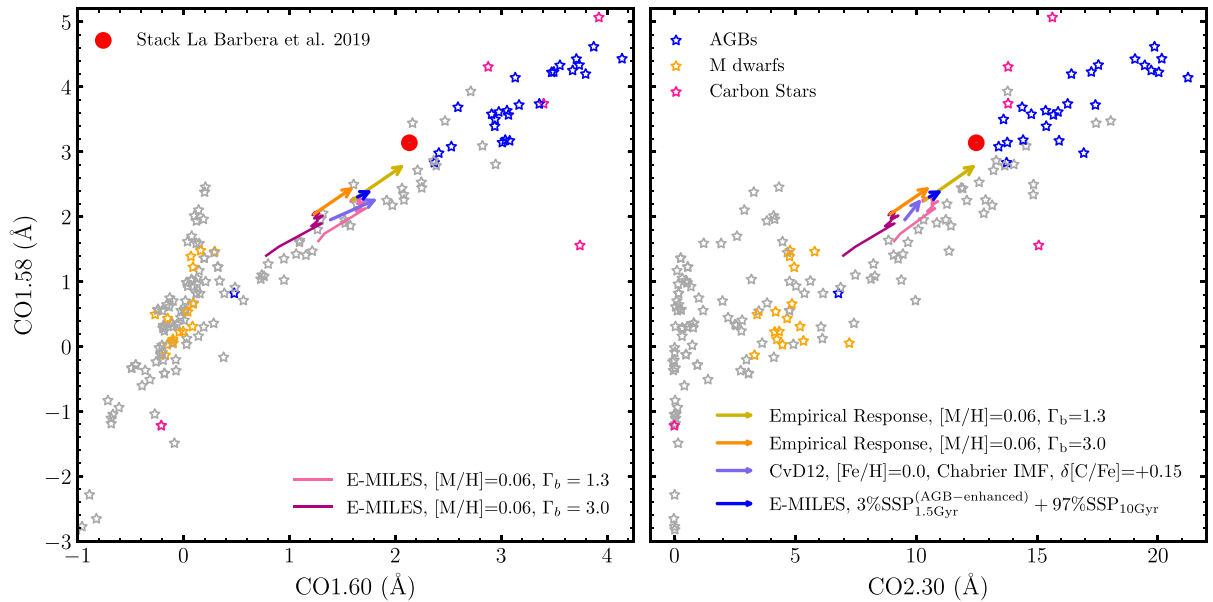 Stack La Barbera et al. 2019
AGBs
M dwarfs
Carbon Stars
5
4
3
2
1
0
−1
−2
−3
CO1.58 (Å)
E-MILES, [M/H]=0.06, Γb = 1.3
E-MILES, [M/H]=0.06, Γb = 3.0
Empirical Response, [M/H]=0.06, Γb=1.3
Empirical Response, [M/H]=0.06, Γb=3.0
CvD12, [Fe/H]=0.0, Chabrier IMF, δ[C/Fe]=+0.15
E-MILES, 3%SSP(AGB−enhanced)1.5Gyr + 97%SSP10Gyr
−1 0 1 2 3 4
0 5 10 15 20
CO1.60 (Å)
CO2.30 (Å)